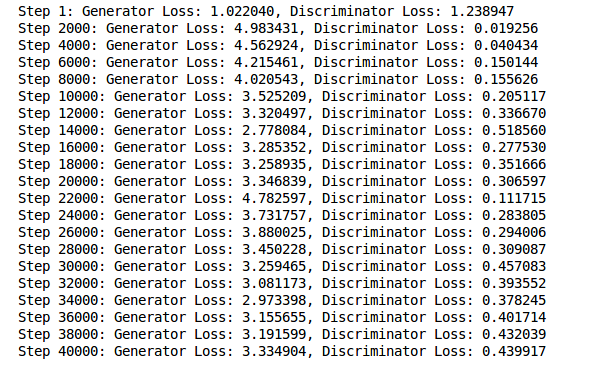 Step 1: Generator Loss: 1.022040, Discriminator Loss: 1.238947
Step 2000: Generator Loss: 4.983431, Discriminator Loss: 0.019256
Step 4000: Generator Loss: 4.562924, Discriminator Loss: 0.040434
Step 6000: Generator Loss: 4.215461, Discriminator Loss: 0.150144
Step 8000: Generator Loss: 4.020543, Discriminator Loss: 0.155626
Step 10000: Generator Loss: 3.525209, Discriminator Loss: 0.205117
Step 12000: Generator Loss: 3.320497, Discriminator Loss: 0.336670
Step 14000: Generator Loss: 2.778084, Discriminator Loss: 0.518560
Step 16000: Generator Loss: 3.285352, Discriminator Loss: 0.277530
Step 18000: Generator Loss: 3.258935, Discriminator Loss: 0.351666
Step 20000: Generator Loss: 3.346839, Discriminator Loss: 0.306597
Step 22000: Generator Loss: 4.782597, Discriminator Loss: 0.111715
Step 24000: Generator Loss: 3.731757, Discriminator Loss: 0.283805
Step 26000: Generator Loss: 3.880025, Discriminator Loss: 0.294006
Step 28000: Generator Loss: 3.450228, Discriminator Loss: 0.309087
Step 30000: Generator Loss: 3.259465, Discriminator Loss: 0.457083
Step 32000: Generator Loss: 3.081173, Discriminator Loss: 0.393552
Step 34000: Generator Loss: 2.973398, Discriminator Loss: 0.378245
Step 36000: Generator Loss: 3.155655, Discriminator Loss: 0.401714
Step 38000: Generator Loss: 3.191599, Discriminator Loss: 0.432039
Step 40000: Generator Loss: 3.334904, Discriminator Loss: 0.439917